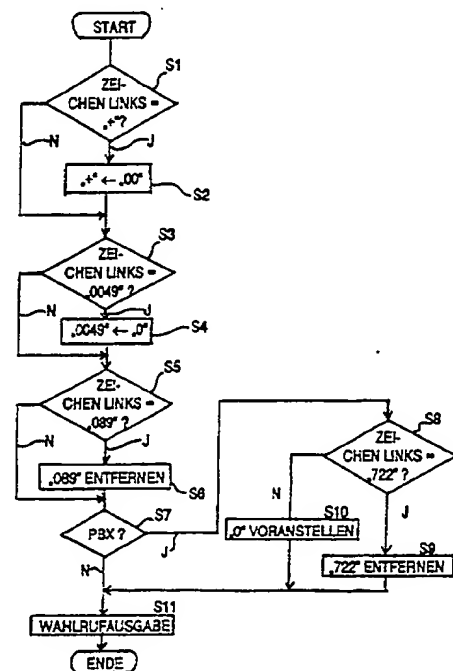 START
S1
ZEI-
CHEN LINKS =
„+“?
N
J
„+“ ← „00“
S2
S3
ZEI-
CHEN LINKS =
„0049“ ?
N
J
„0049“ ← „0“
S4
S5
ZEI-
CHEN LINKS =
„089“ ?
N
J
„089“ ENTFERNEN
S6
S7
PBX ?
J
N
S8
ZEI-
CHEN LINKS =
„722“ ?
N
J
S10
„0“ VORANSTELLEN
S9
„722“ ENTFERNEN
S11
WAHLRUFAUSGABE
ENDE